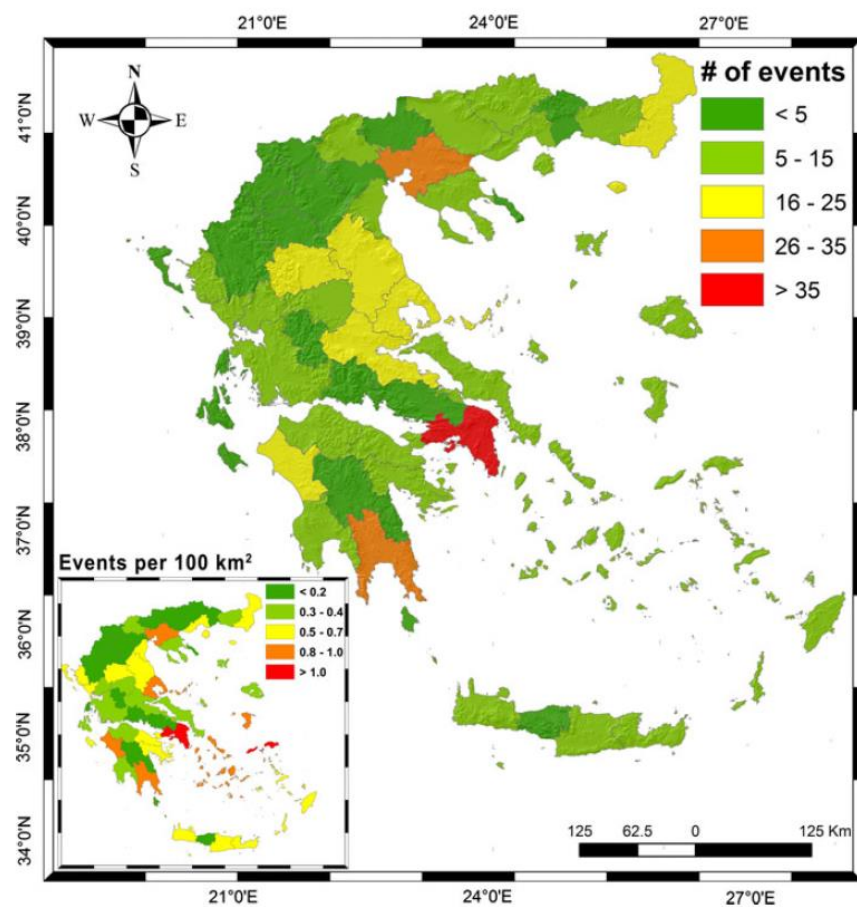 21°0'E
24°0'E
27°0'E
N
W
E
S
# of events
< 5
5 - 15
16 - 25
26 - 35
> 35
41°0'N
40°0'N
39°0'N
38°0'N
37°0'N
36°0'N
35°0'N
34°0'N
Events per 100 km²
< 0.2
0.3 - 0.4
0.5 - 0.7
0.8 - 1.0
> 1.0
125 62.5 0 125 Km
21°0'E
24°0'E
27°0'E